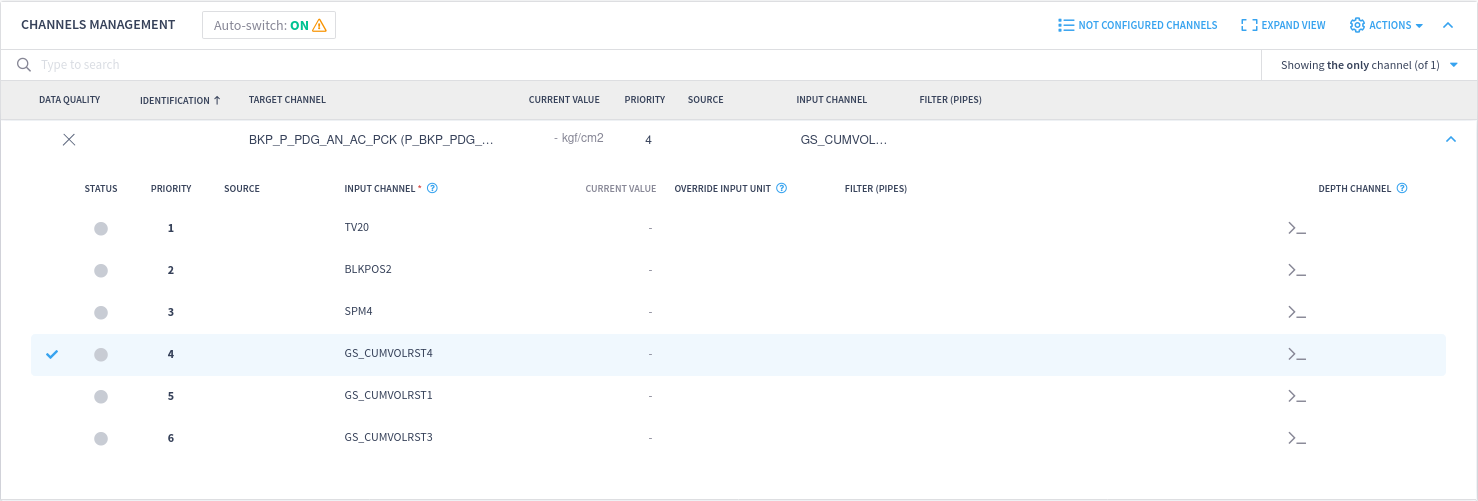 CHANNELS MANAGEMENT Auto-switch: ON NOT CONFIGURED CHANNELS EXPAND VIEW ACTIONS
Type to search Showing the only channel (of 1)
DATA QUALITY IDENTIFICATION ↑ TARGET CHANNEL CURRENT VALUE PRIORITY SOURCE INPUT CHANNEL FILTER (PIPES)
BKP_P_PDG_AN_AC_PCK (P_BKP_PDG_... - kgf/cm2 4 GS_CUMVOL...
STATUS PRIORITY SOURCE INPUT CHANNEL * ? CURRENT VALUE OVERRIDE INPUT UNIT ? FILTER (PIPES) DEPTH CHANNEL ?
1 TV20 - >_
2 BLKPOS2 - >_
3 SPM4 - >_
4 GS_CUMVOLRST4 - >_
5 GS_CUMVOLRST1 - >_
6 GS_CUMVOLRST3 - >_